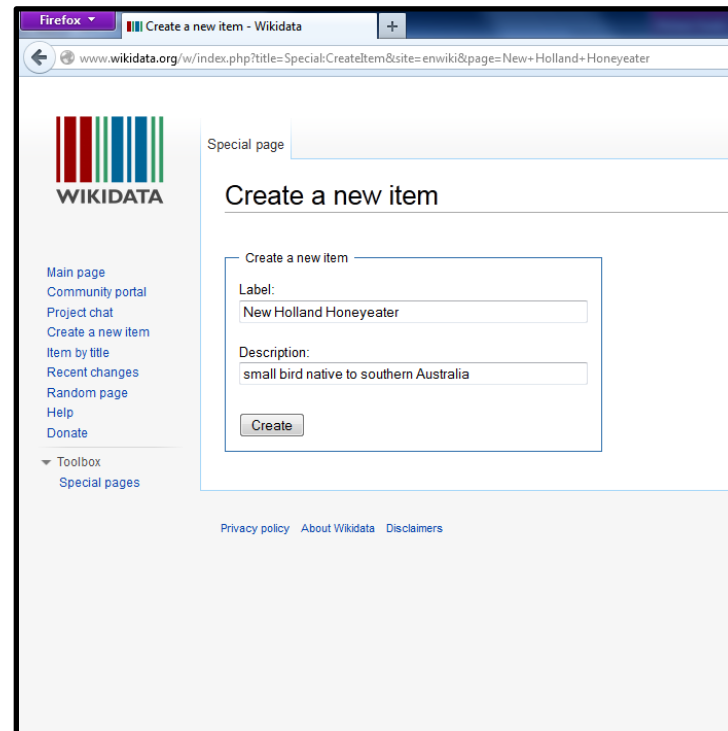 Firefox
Create a new item - Wikidata
+
www.wikidata.org/w/index.php?title=Special:CreateItem&site=enwiki&page=New+Holland+Honeyeater
WIKIDATA
Special page
Create a new item
Main page
Community portal
Project chat
Create a new item
Item by title
Recent changes
Random page
Help
Donate
Toolbox
Special pages
Create a new item
Label:
New Holland Honeyeater
Description:
small bird native to southern Australia
Create
Privacy policy About Wikidata Disclaimers